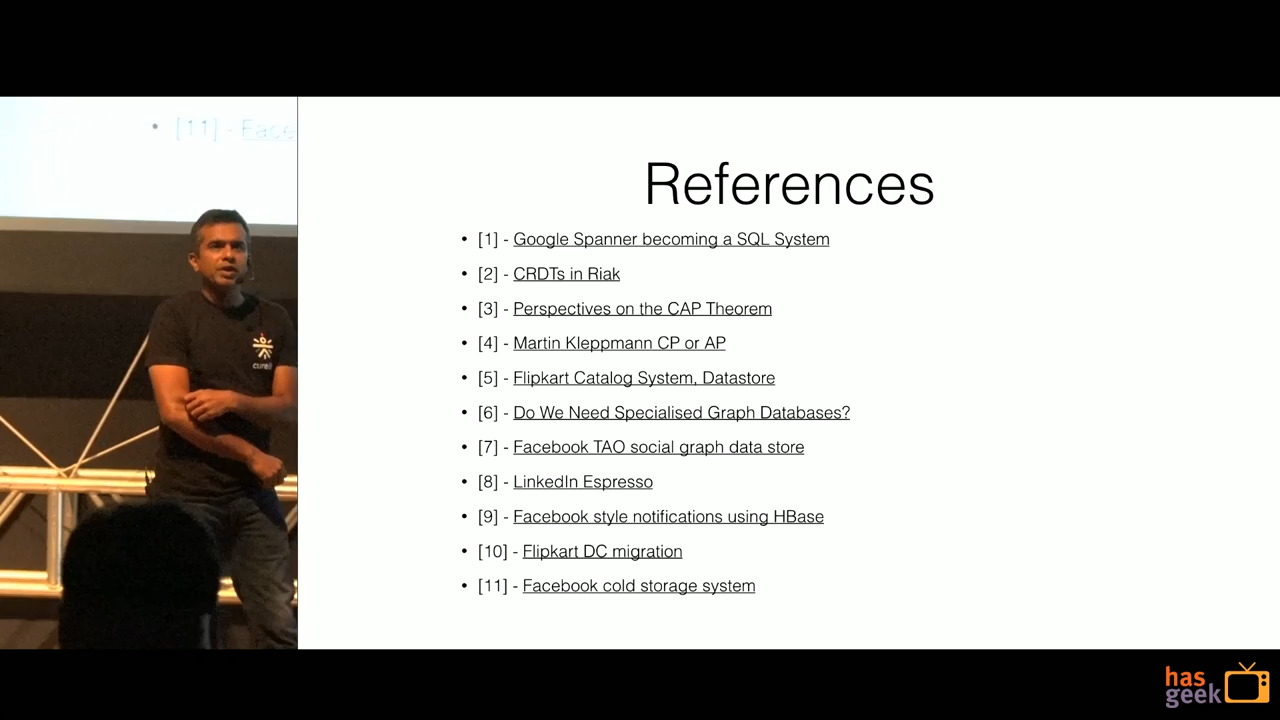 [11] - Face
References
• [1] - Google Spanner becoming a SQL System
• [2] - CRDTs in Riak
• [3] - Perspectives on the CAP Theorem
• [4] - Martin Kleppmann CP or AP
• [5] - Flipkart Catalog System, Datastore
• [6] - Do We Need Specialised Graph Databases?
• [7] - Facebook TAO social graph data store
• [8] - LinkedIn Espresso
• [9] - Facebook style notifications using HBase
• [10] - Flipkart DC migration
• [11] - Facebook cold storage system
has
geek